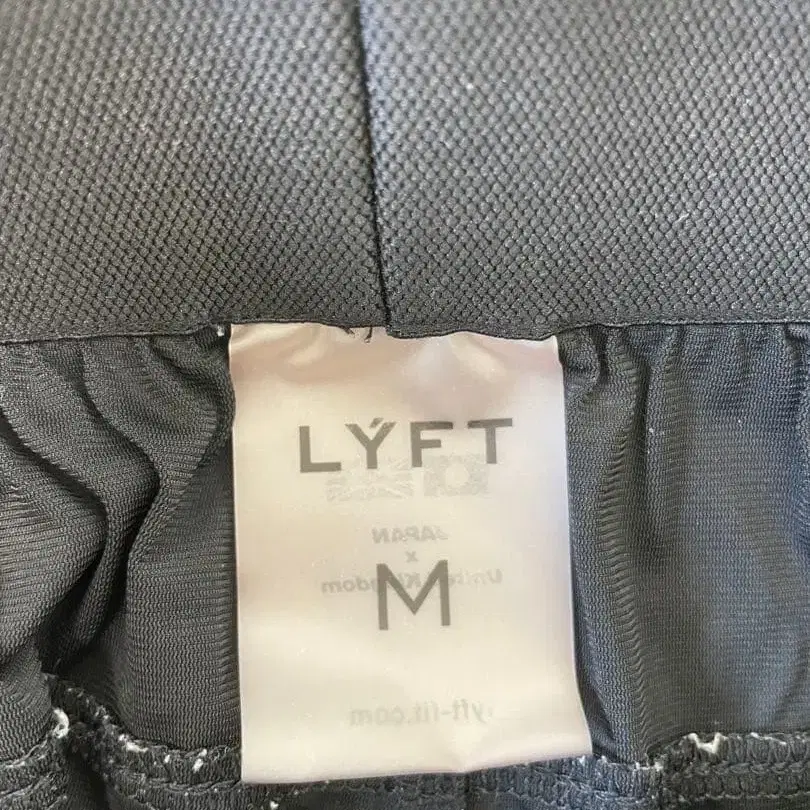 LÝFT
JAPAN
x
M
United Kingdom
lyft-fit.com